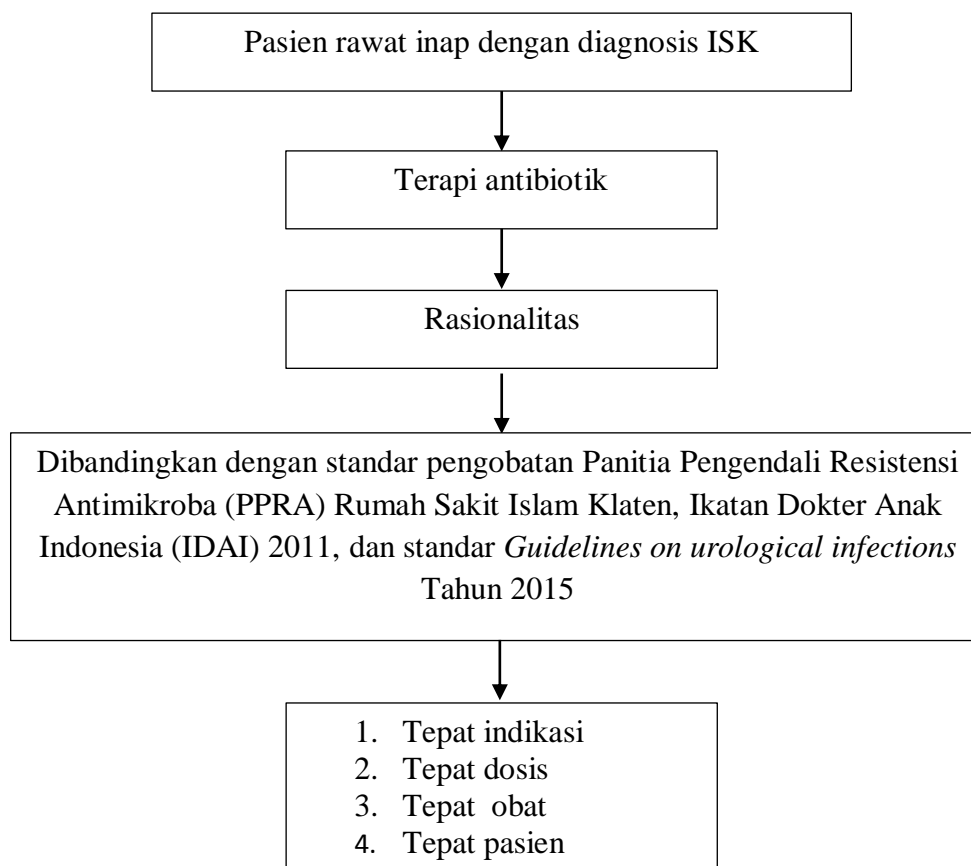 Pasien rawat inap dengan diagnosis ISK
Terapi antibiotik
Rasionalitas
Dibandingkan dengan standar pengobatan Panitia Pengendali Resistensi
Antimikroba (PPRA) Rumah Sakit Islam Klaten, Ikatan Dokter Anak
Indonesia (IDAI) 2011, dan standar Guidelines on urological infections
Tahun 2015
1. Tepat indikasi
2. Tepat dosis
3. Tepat obat
4. Tepat pasien